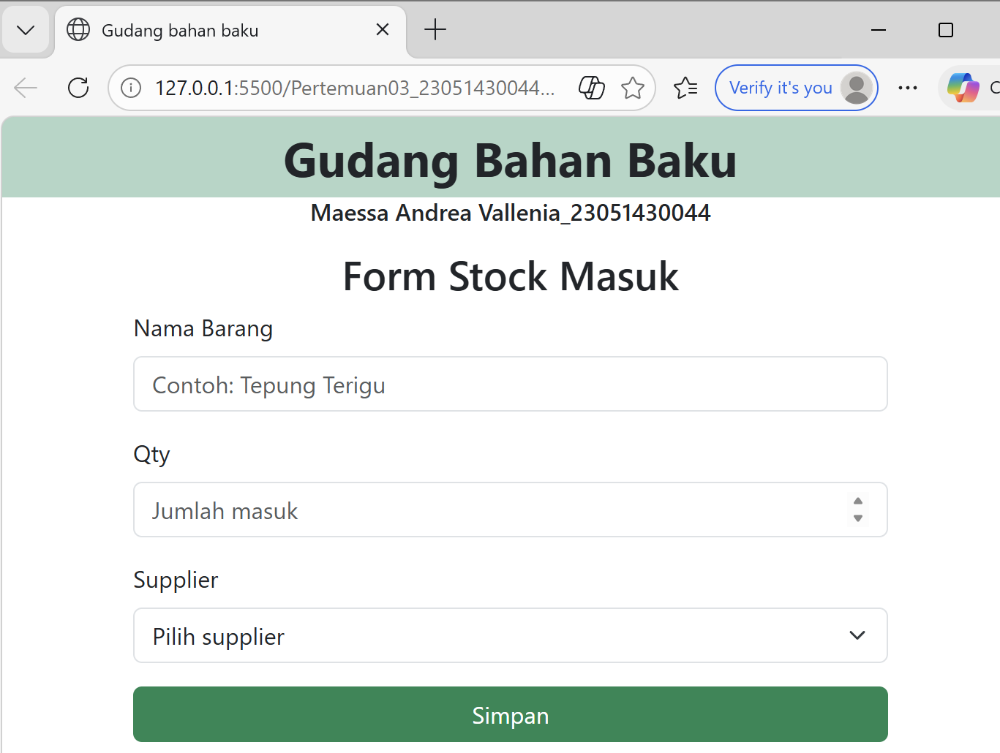 Gudang bahan baku
127.0.0.1:5500/Pertemuan03_23051430044...
Verify it's you
Gudang Bahan Baku
Maessa Andrea Vallenia_23051430044
Form Stock Masuk
Nama Barang
Contoh: Tepung Terigu
Qty
Jumlah masuk
Supplier
Pilih supplier
Simpan